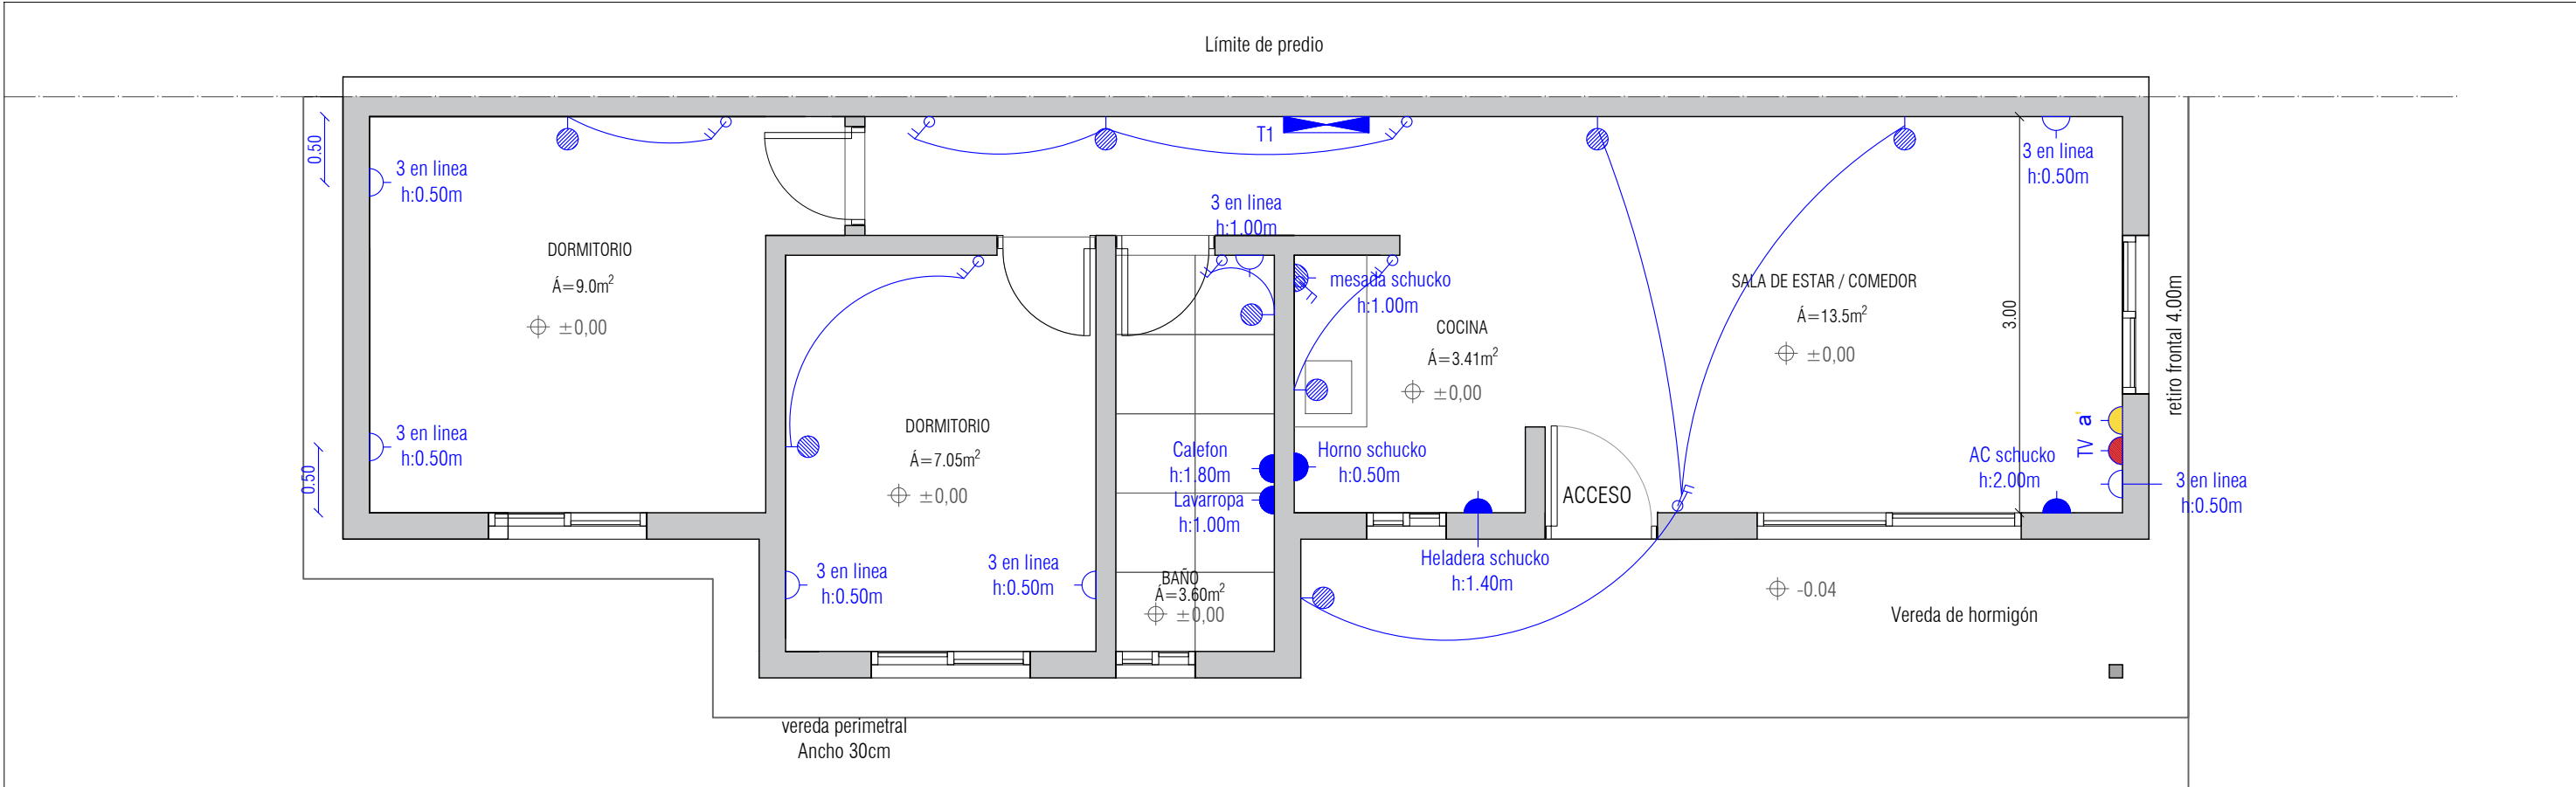 Límite de predio
0.50
3 en linea
h:0.50m
T1
3 en linea
h:0.50m
3 en linea
h:1.00m
DORMITORIO
Á=9.0m²
±0,00
mesada schucko
h:1.00m
COCINA
Á=3.41m²
±0,00
SALA DE ESTAR / COMEDOR
Á=13.5m²
±0,00
3.00
retiro frontal 4.00m
3 en linea
h:0.50m
0.50
DORMITORIO
Á=7.05m²
±0,00
Calefon
h:1.80m
Lavarropa
h:1.00m
Horno schucko
h:0.50m
ACCESO
AC schucko
h:2.00m
a
TV
3 en linea
h:0.50m
3 en linea
h:0.50m
3 en linea
h:0.50m
BAÑO
Á=3.60m²
±0,00
Heladera schucko
h:1.40m
-0.04
Vereda de hormigón
vereda perimetral
Ancho 30cm